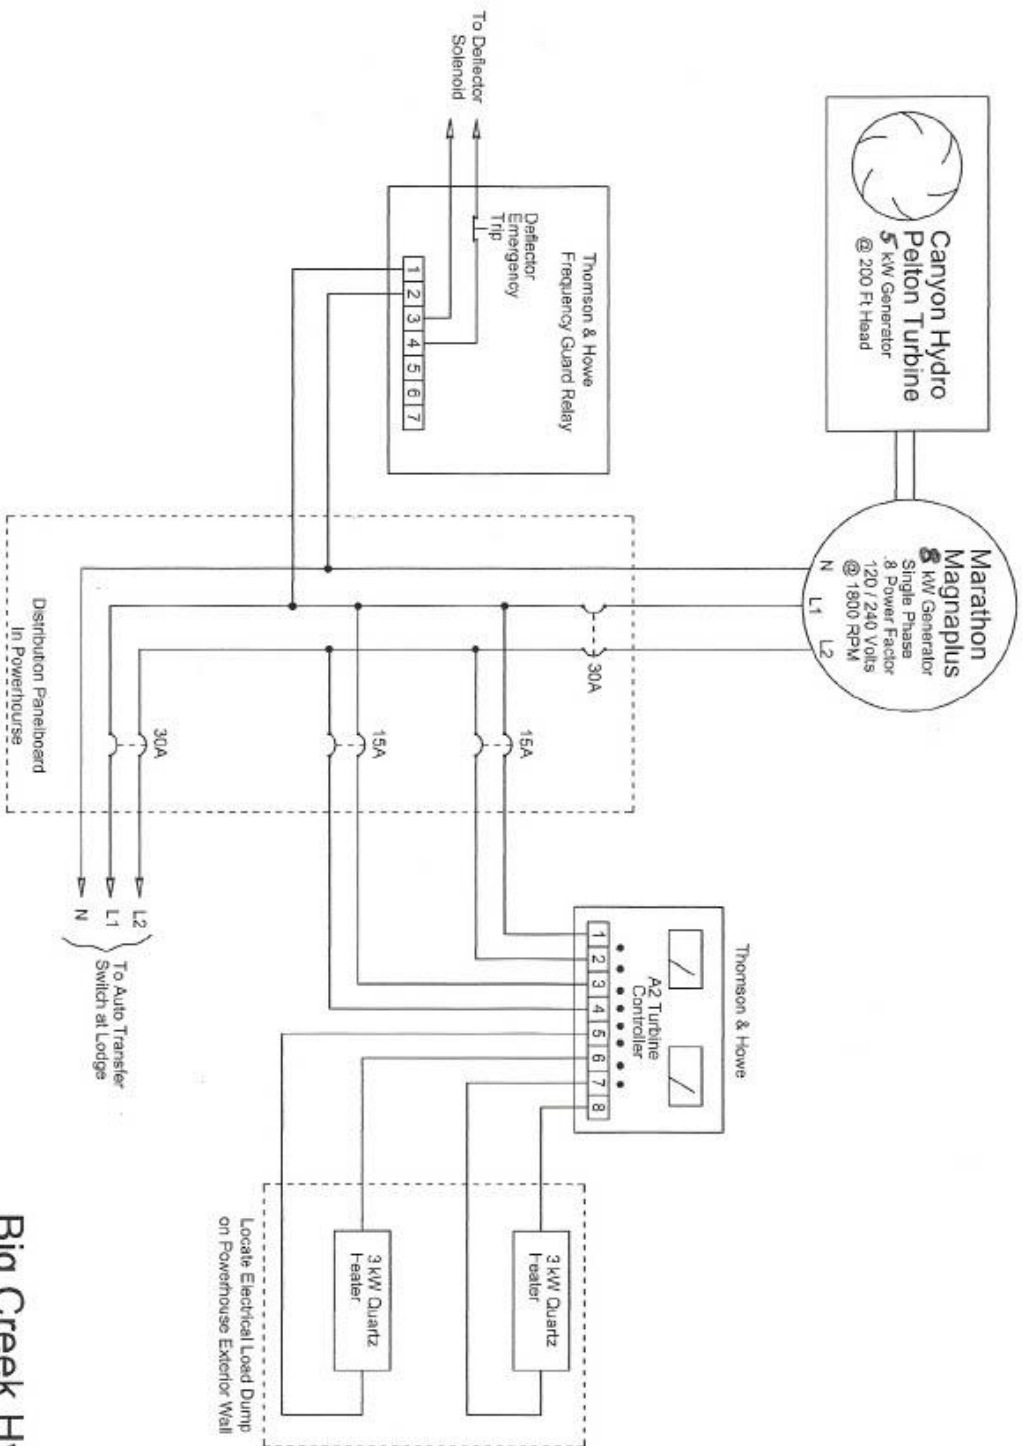 Canyon Hydro
Pelton Turbine
5 kW Generator
@ 200 Ft Head
Marathon
Magnaplus
8 kW Generator
Single Phase
.8 Power Factor
120 / 240 Volts
@ 1800 RPM
N
L1
L2
To Deflector
Solenoid
Thomson & Howe
Frequency Guard Relay
Deflector
Emergency
Trip
1 2 3 4 5 6 7
30A
15A
15A
30A
Distribution Panelboard
In Powerhourse
L2
L1
N
To Auto Transfer
Switch at Lodge
Thomson & Howe
A2 Turbine
Controller
1 2 3 4 5 6 7 8
3 kW Quartz
Heater
3 kW Quartz
Heater
Locate Electrical Load Dump
on Powerhouse Exterior Wall
Big Creek